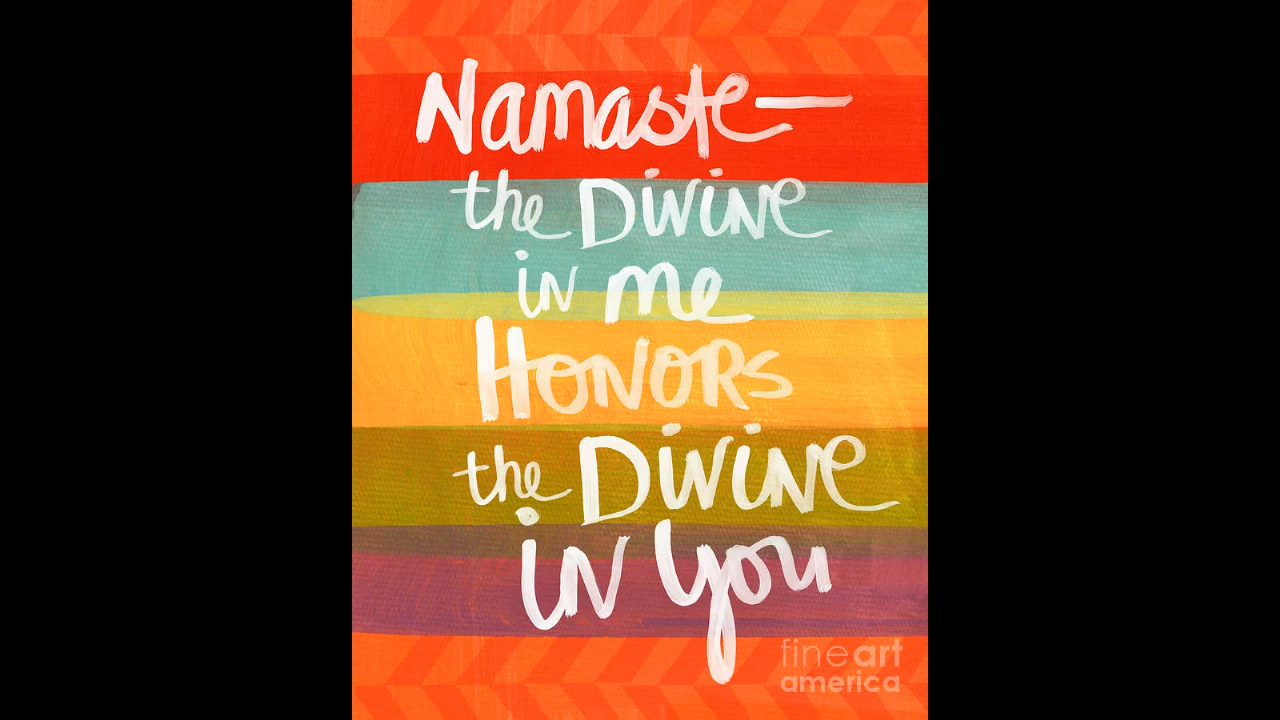 Namaste—
the Divine
in me
Honors
the Divine
in You
fineart
america